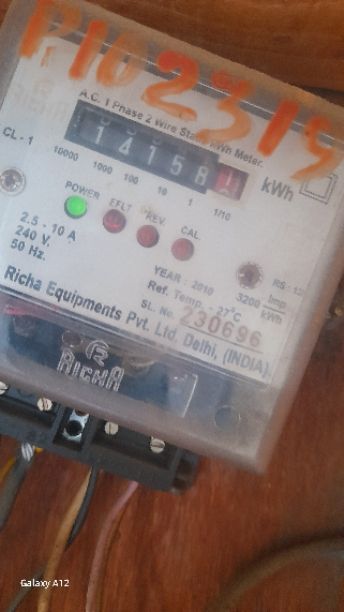 P102319
RICHA
A.C. 1 Phase 2 Wire Static kWh Meter.
CL - 1
14158
kWh
10000 1000 100 10 1 1/10
POWER EFLT REV. CAL.
2.5 - 10 A
240 V.
50 Hz.
YEAR : 2010
Ref. Temp. - 27°C
3200 Imp. kWh
SL. No. 230696
Richa Equipments Pvt. Ltd. Delhi, (INDIA)
RICHA
Galaxy A12